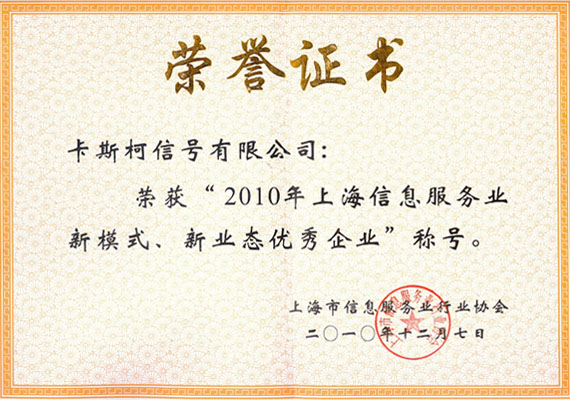 荣誉证书
卡斯柯信号有限公司：
荣获“2010年上海信息服务业
新模式、新业态优秀企业”称号。
上海市信息服务业行业协会
二〇一〇年十二月七日